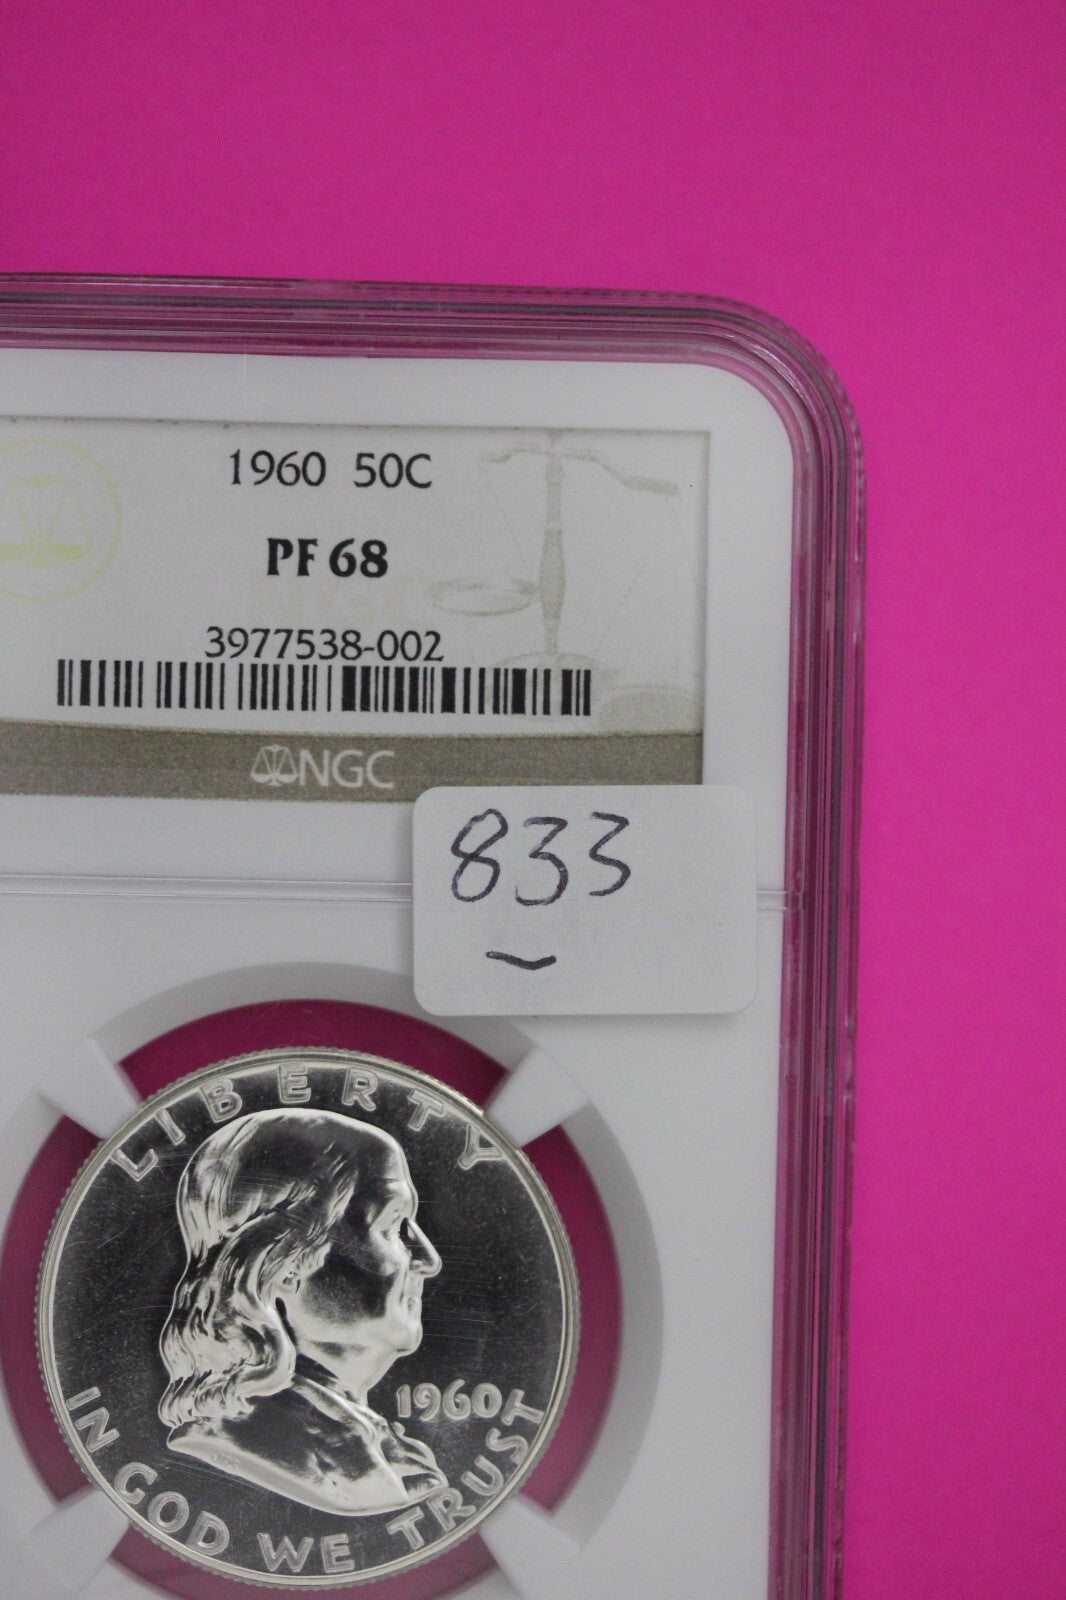 1960 50C
PF 68
3977538-002
NGC
833
LIBERTY
1960
IN GOD WE TRUST